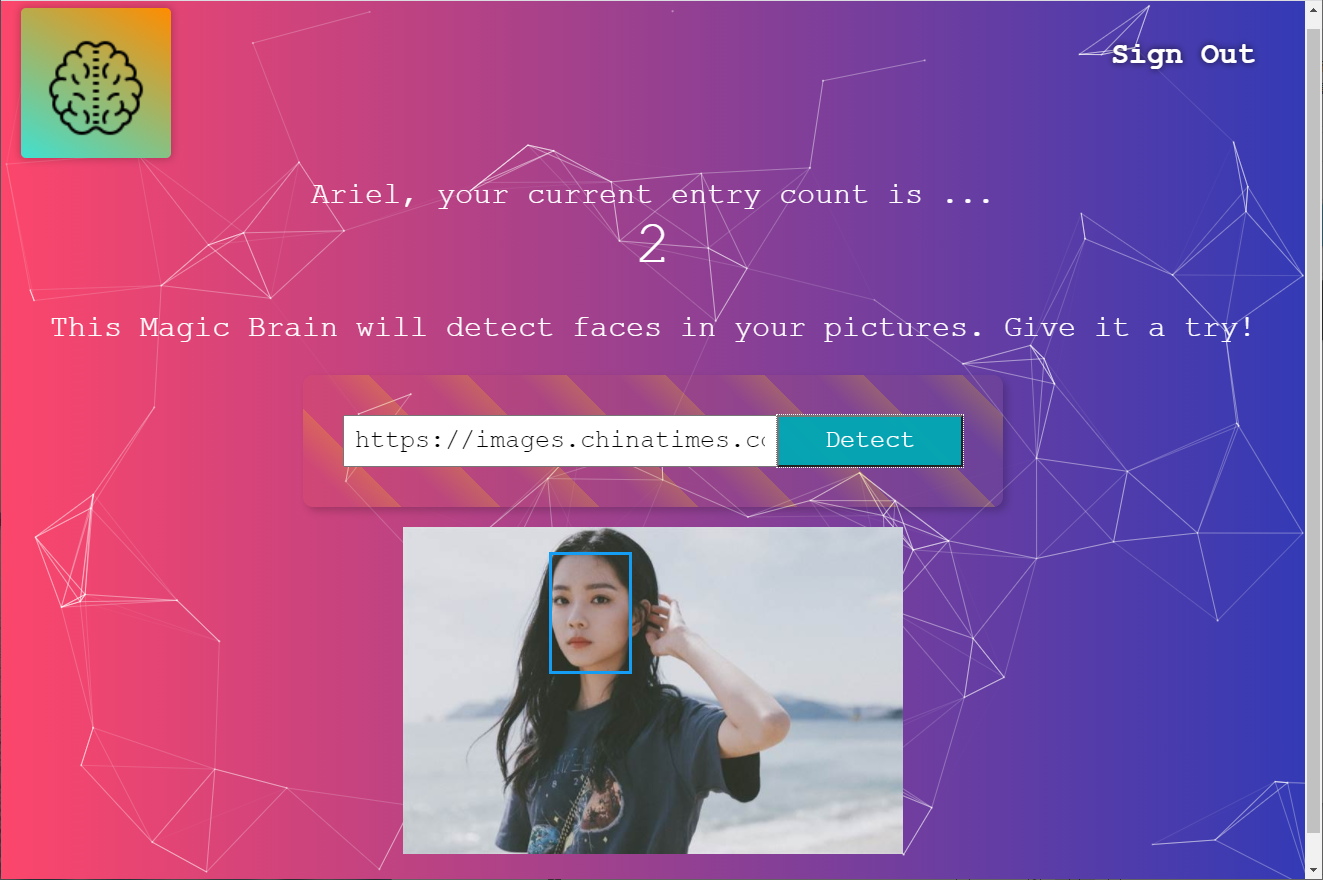 Sign Out
Ariel, your current entry count is ...
2
This Magic Brain will detect faces in your pictures. Give it a try!
https://images.chinatimes.co Detect